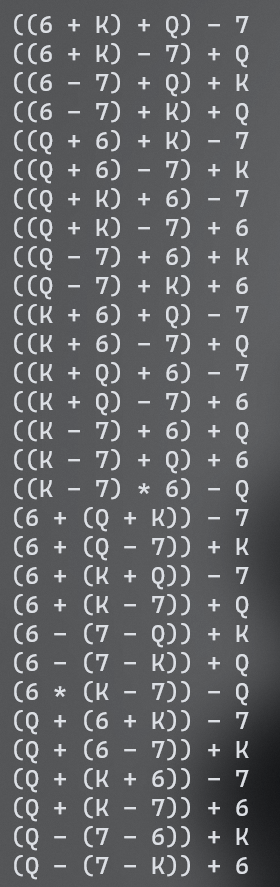 ((6 + K) + Q) − 7
((6 + K) − 7) + Q
((6 − 7) + Q) + K
((6 − 7) + K) + Q
((Q + 6) + K) − 7
((Q + 6) − 7) + K
((Q + K) + 6) − 7
((Q + K) − 7) + 6
((Q − 7) + 6) + K
((Q − 7) + K) + 6
((K + 6) + Q) − 7
((K + 6) − 7) + Q
((K + Q) + 6) − 7
((K + Q) − 7) + 6
((K − 7) + 6) + Q
((K − 7) + Q) + 6
((K − 7) * 6) − Q
(6 + (Q + K)) − 7
(6 + (Q − 7)) + K
(6 + (K + Q)) − 7
(6 + (K − 7)) + Q
(6 − (7 − Q)) + K
(6 − (7 − K)) + Q
(6 * (K − 7)) − Q
(Q + (6 + K)) − 7
(Q + (6 − 7)) + K
(Q + (K + 6)) − 7
(Q + (K − 7)) + 6
(Q − (7 − 6)) + K
(Q − (7 − K)) + 6